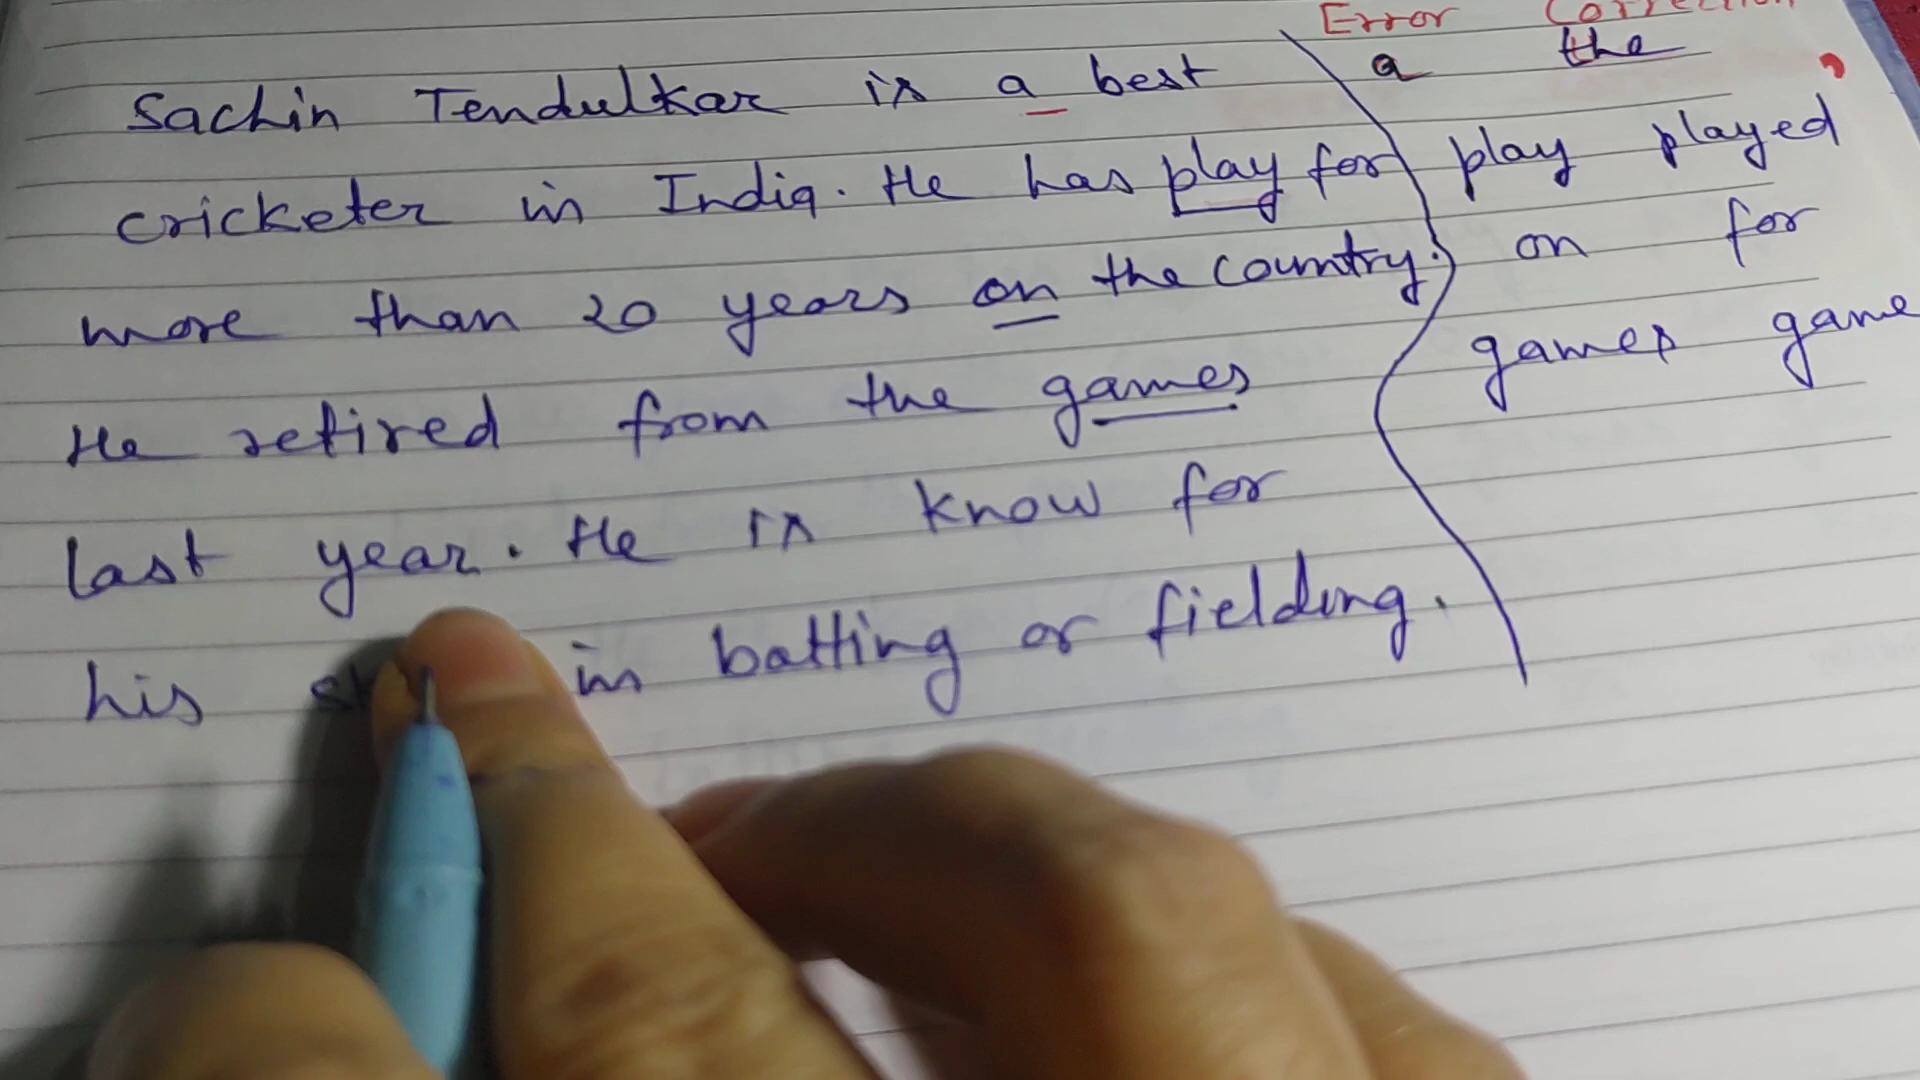 Error Correction
Sachin Tendulkar is a best a the
cricketer in India. He has play for play played
more than 20 years on the country. on for
He retired from the games games game
last year. He is know for
his in batting or fielding.